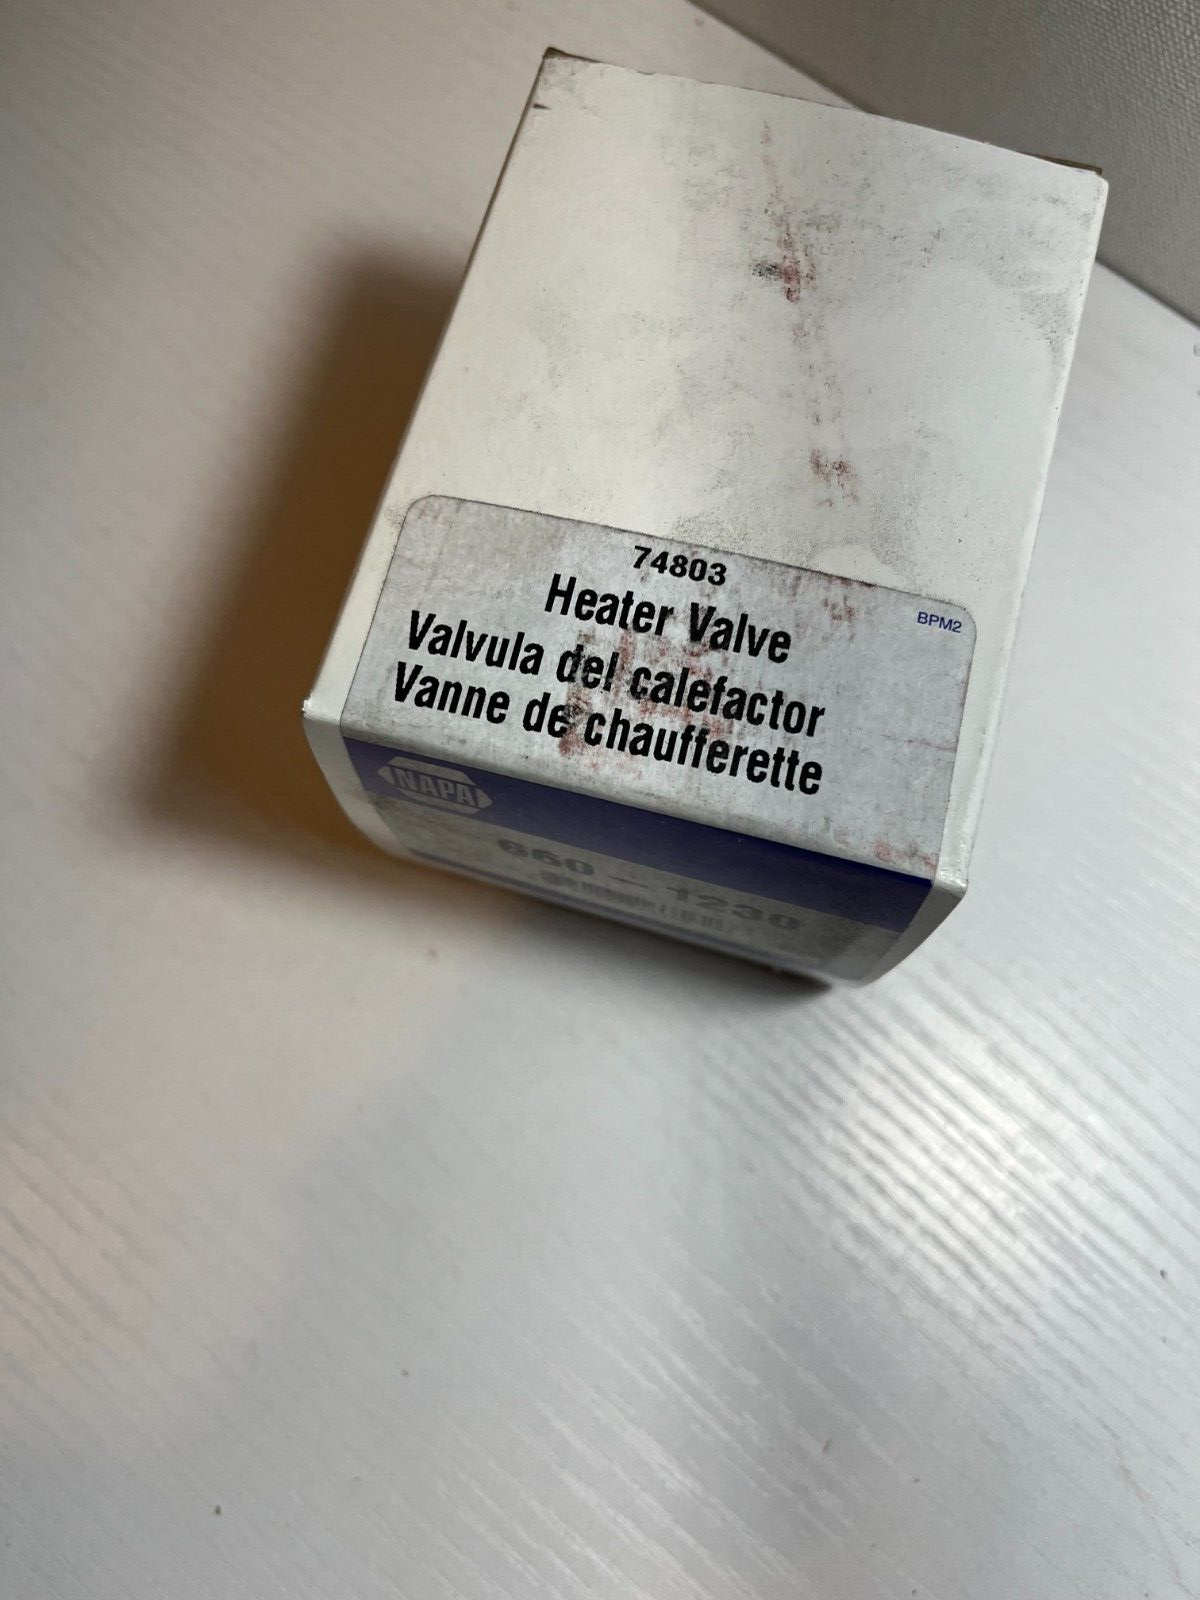 74803
Heater Valve
BPM2
Valvula del calefactor
Vanne de chaufferette
NAPA
660-1230